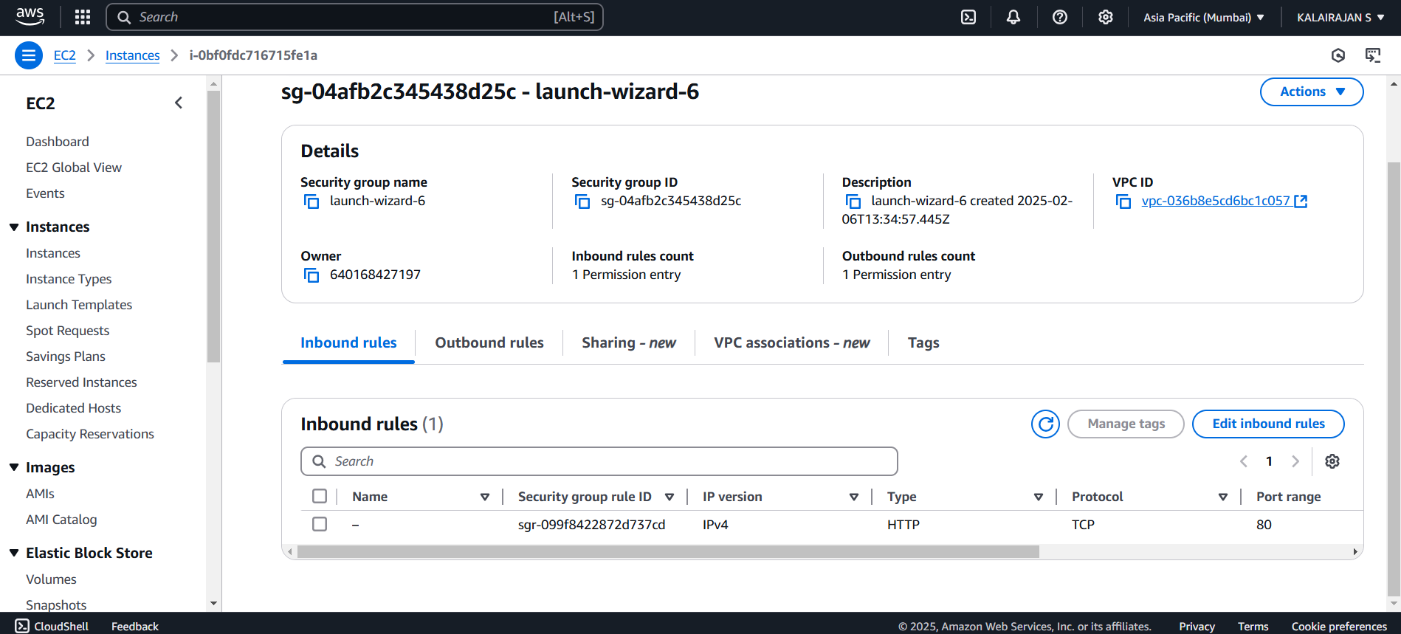 aws
Search [Alt+S]
Asia Pacific (Mumbai)
KALAIRAJAN S
EC2
Instances
i-0bf0fdc716715fe1a
EC2
Dashboard
EC2 Global View
Events
Instances
Instances
Instance Types
Launch Templates
Spot Requests
Savings Plans
Reserved Instances
Dedicated Hosts
Capacity Reservations
Images
AMIs
AMI Catalog
Elastic Block Store
Volumes
Snapshots
sg-04afb2c345438d25c - launch-wizard-6
Actions
Details
Security group name
launch-wizard-6
Security group ID
sg-04afb2c345438d25c
Description
launch-wizard-6 created 2025-02-
06T13:34:57.445Z
VPC ID
vpc-036b8e5cd6bc1c057
Owner
640168427197
Inbound rules count
1 Permission entry
Outbound rules count
1 Permission entry
Inbound rules
Outbound rules
Sharing - new
VPC associations - new
Tags
Inbound rules (1)
Manage tags
Edit inbound rules
Search
1
Name Security group rule ID IP version Type Protocol Port range
– sgr-099f8422872d737cd IPv4 HTTP TCP 80
CloudShell Feedback
© 2025, Amazon Web Services, Inc. or its affiliates. Privacy Terms Cookie preferences